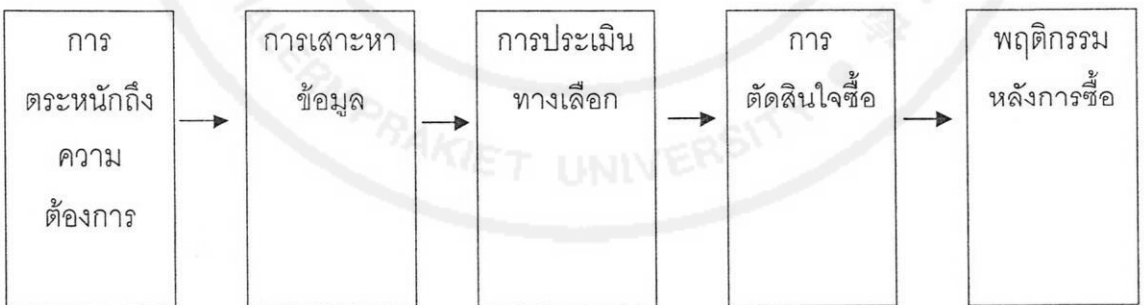 การ
ตระหนักถึง
ความ
ต้องการ
การเสาะหา
ข้อมูล
การประเมิน
ทางเลือก
การ
ตัดสินใจซื้อ
พฤติกรรม
หลังการซื้อ
UNIVERSITY